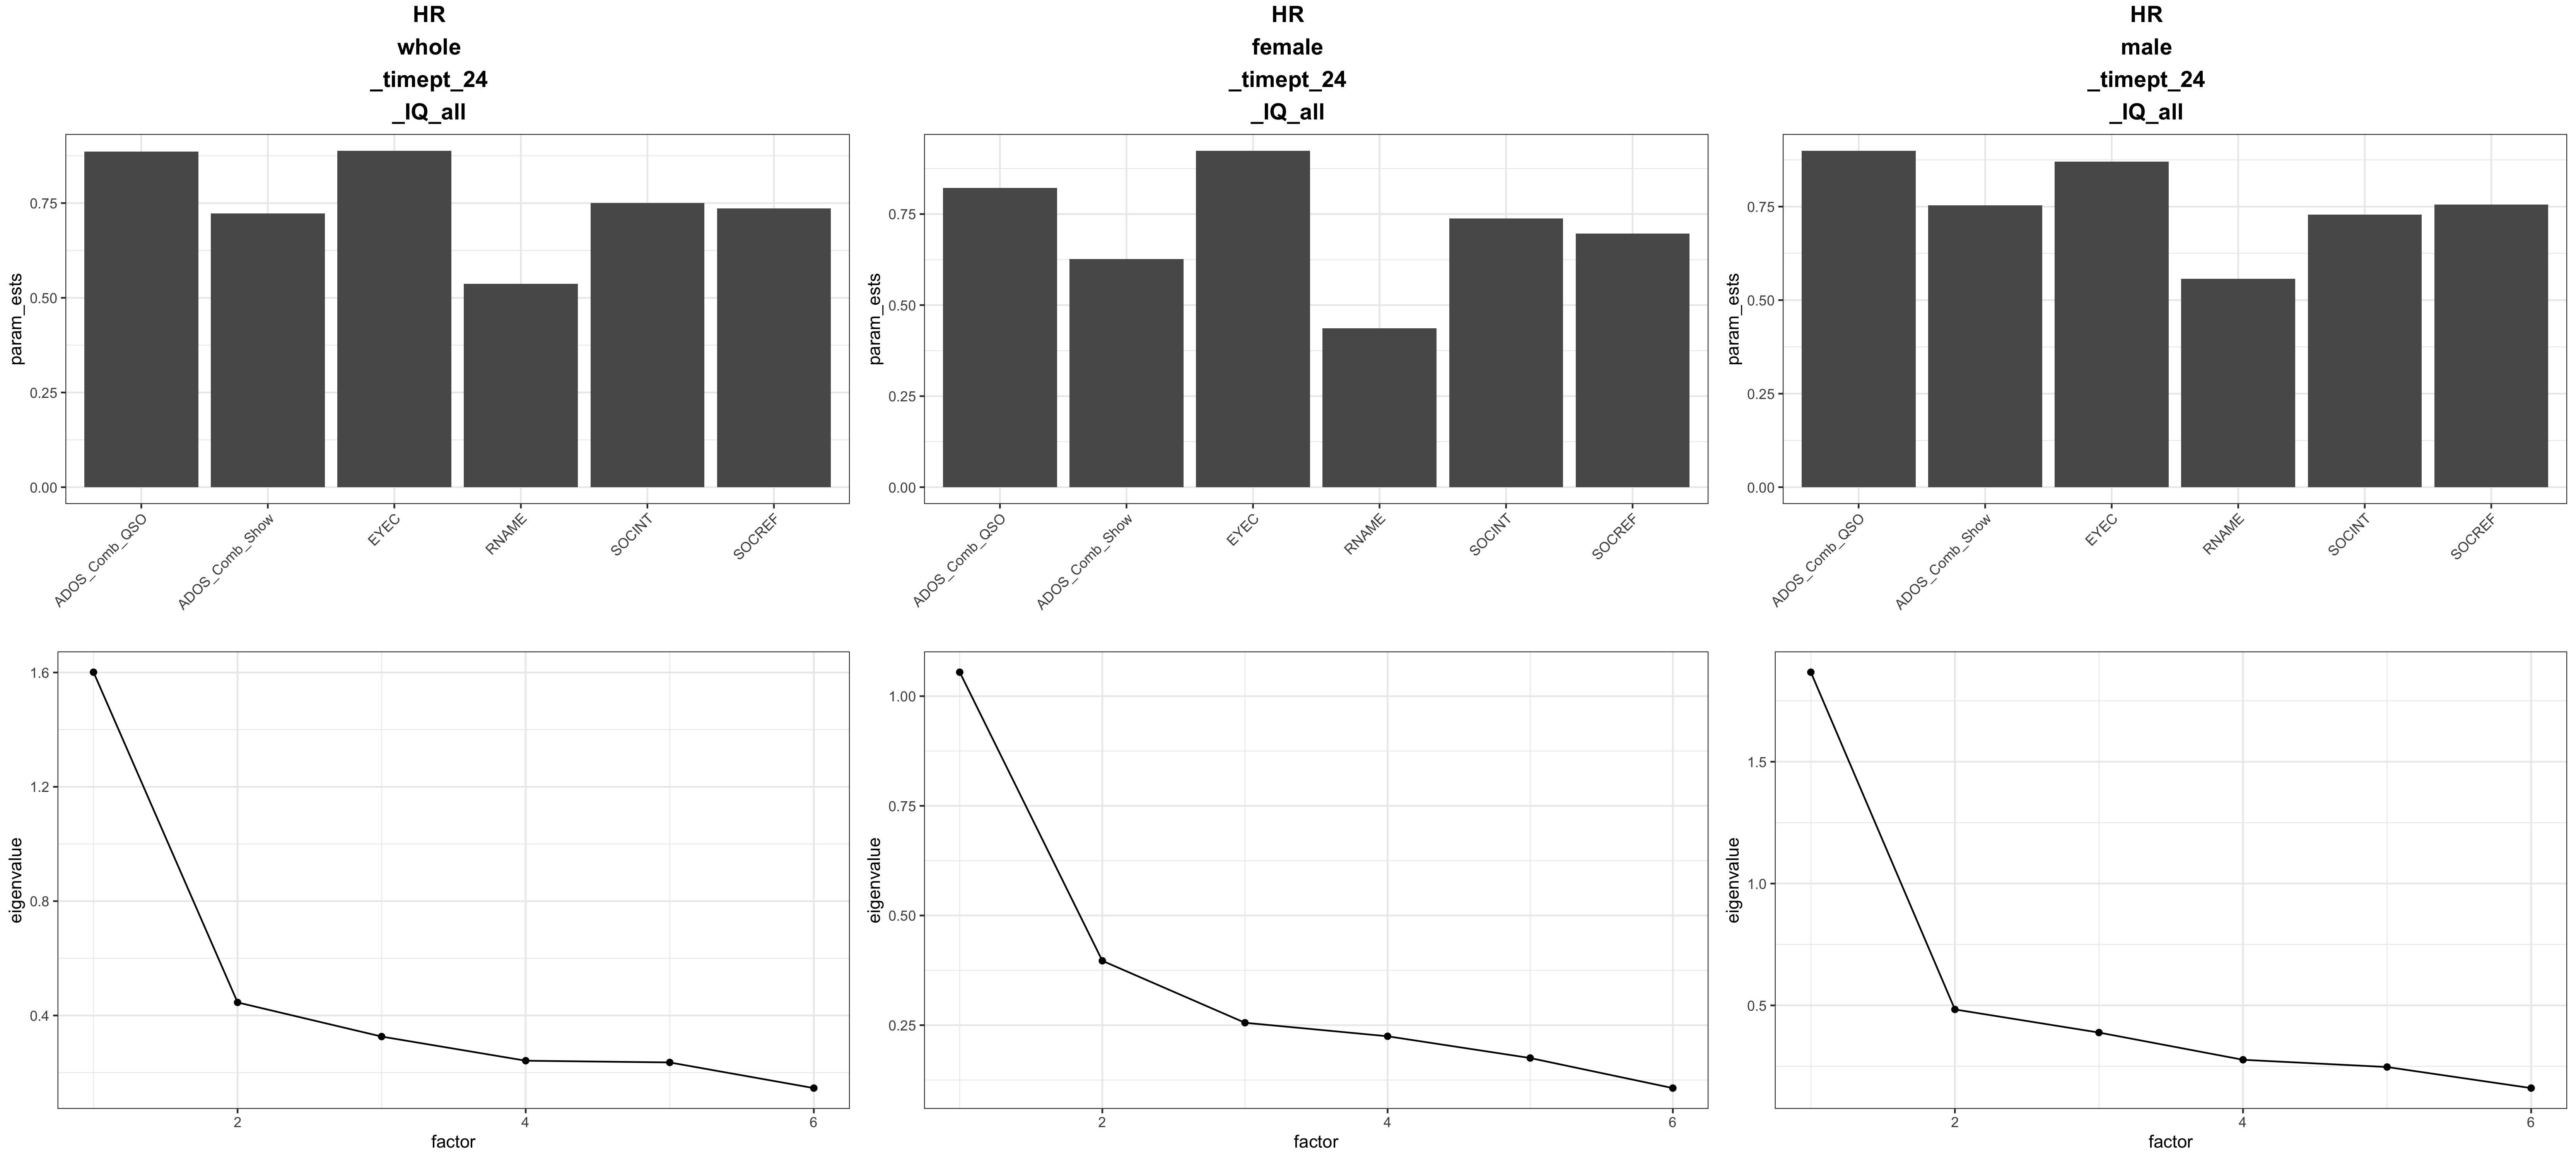 HR
whole
_timept_24
_IQ_all
HR
female
_timept_24
_IQ_all
HR
male
_timept_24
_IQ_all
param_ests
0.75
0.50
0.25
0.00
ADOS_Comb_QSO
ADOS_Comb_Show
EYEC
RNAME
SOCINT
SOCREF
param_ests
0.75
0.50
0.25
0.00
ADOS_Comb_QSO
ADOS_Comb_Show
EYEC
RNAME
SOCINT
SOCREF
param_ests
0.75
0.50
0.25
0.00
ADOS_Comb_QSO
ADOS_Comb_Show
EYEC
RNAME
SOCINT
SOCREF
eigenvalue
1.6
1.2
0.8
0.4
2
4
6
factor
eigenvalue
1.00
0.75
0.50
0.25
2
4
6
factor
eigenvalue
1.5
1.0
0.5
2
4
6
factor